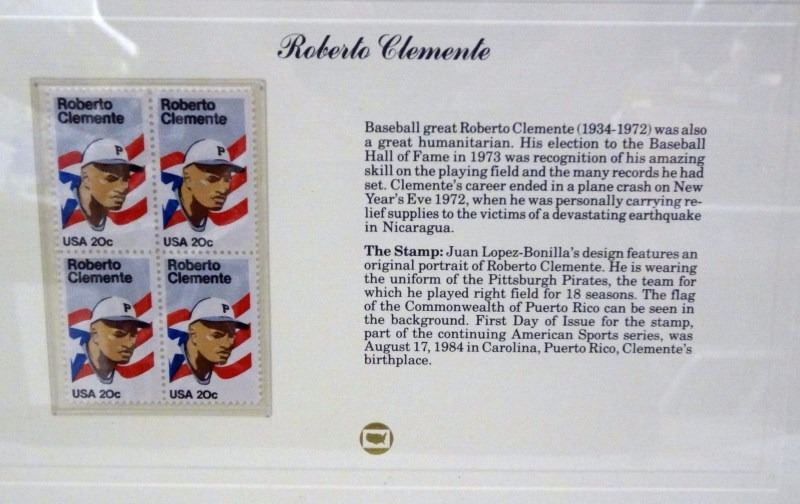 Roberto Clemente
Roberto
Clemente
P
USA 20c
Roberto
Clemente
P
USA 20c
Roberto
Clemente
P
USA 20c
Roberto
Clemente
P
USA 20c
Baseball great Roberto Clemente (1934-1972) was also
a great humanitarian. His election to the Baseball
Hall of Fame in 1973 was recognition of his amazing
skill on the playing field and the many records he had
set. Clemente's career ended in a plane crash on New
Year's Eve 1972, when he was personally carrying re-
lief supplies to the victims of a devastating earthquake
in Nicaragua.
The Stamp: Juan Lopez-Bonilla's design features an
original portrait of Roberto Clemente. He is wearing
the uniform of the Pittsburgh Pirates, the team for
which he played right field for 18 seasons. The flag
of the Commonwealth of Puerto Rico can be seen in
the background. First Day of Issue for the stamp,
part of the continuing American Sports series, was
August 17, 1984 in Carolina, Puerto Rico, Clemente's
birthplace.